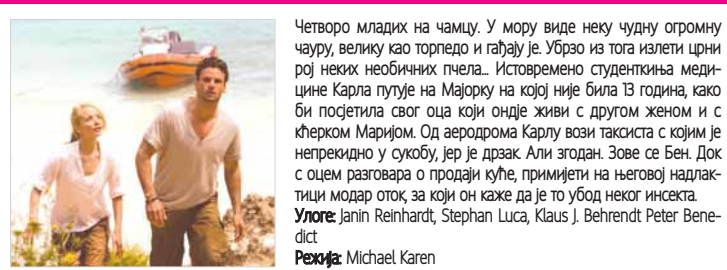 Четворо младих на чамцу. У мору виде неку чудну огромну
чауру, велику као торпедо и гађају је. Убрзо из тога излети црни
рој неких необичних пчела... Истовремено студенткиња меди-
цине Карла путује на Мајорку на којој није била 13 година, како
би посјетила свог оца који ондје живи с другом женом и с
кћерком Маријом. Од аеродрома Карлу вози таксиста с којим је
непрекидно у сукобу, јер је дрзак. Али згодан. Зове се Бен. Док
с оцем разговара о продаји куће, примијети на његовој надлак-
тици модар оток, за који он каже да је то убод неког инсекта.
Улоге: Janin Reinhardt, Stephan Luca, Klaus J. Behrendt Peter Bene-
dict
Режија: Michael Karen